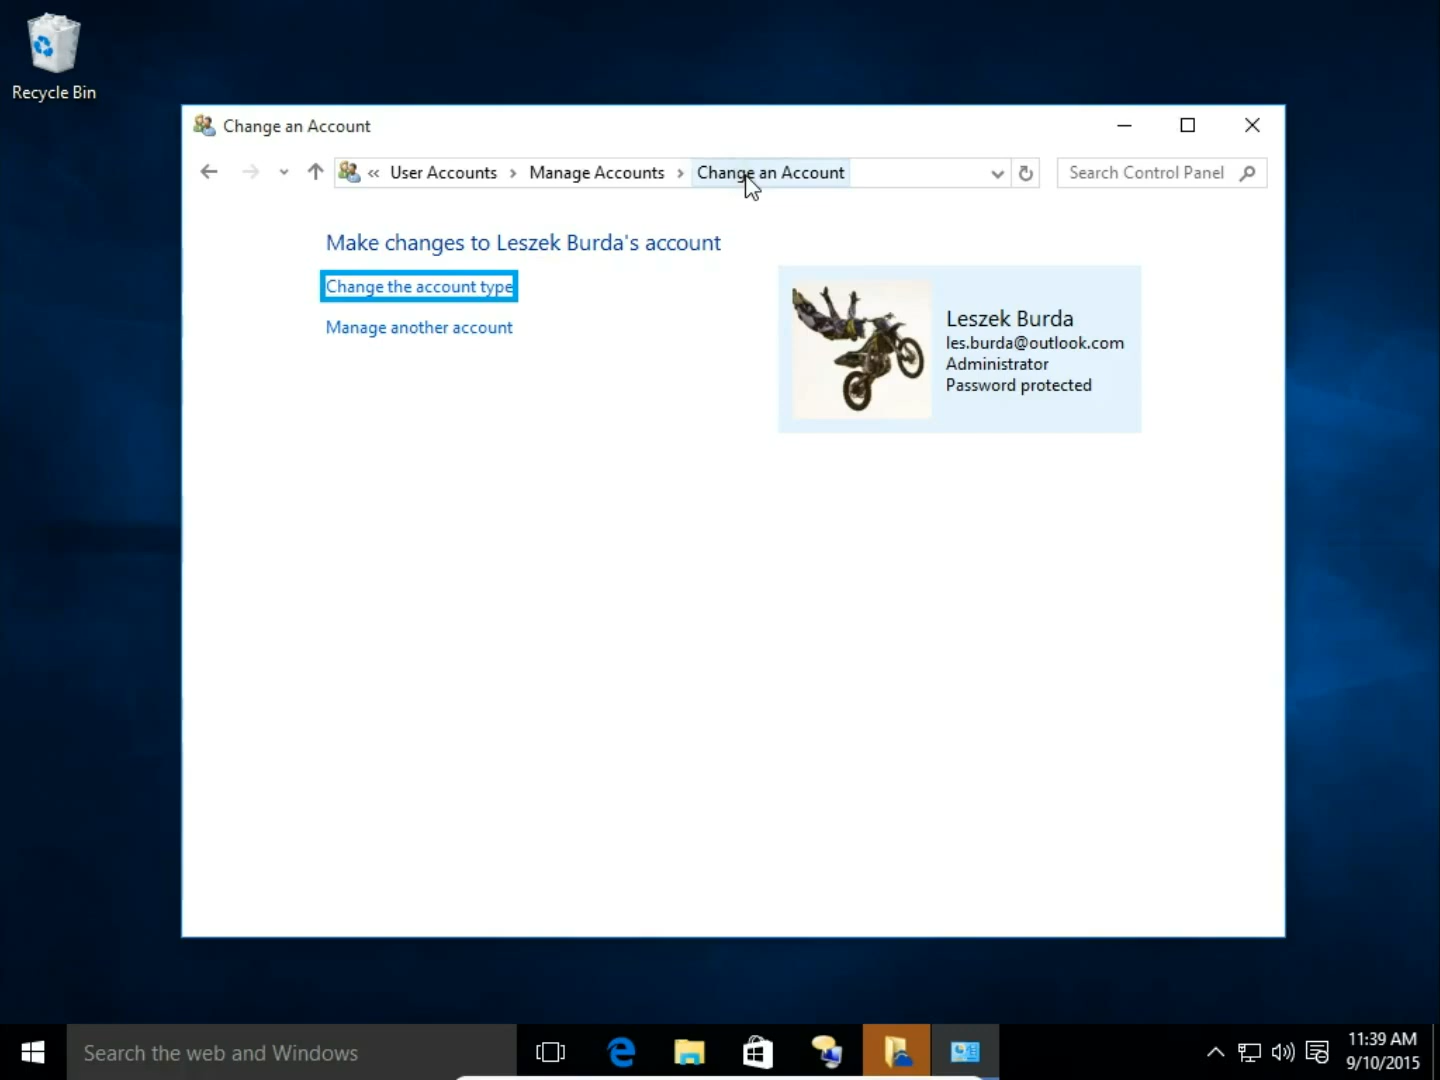 Recycle Bin
Change an Account
« User Accounts > Manage Accounts > Change an Account
Search Control Panel
Make changes to Leszek Burda's account
Change the account type
Manage another account
Leszek Burda
les.burda@outlook.com
Administrator
Password protected
Search the web and Windows
11:39 AM
9/10/2015